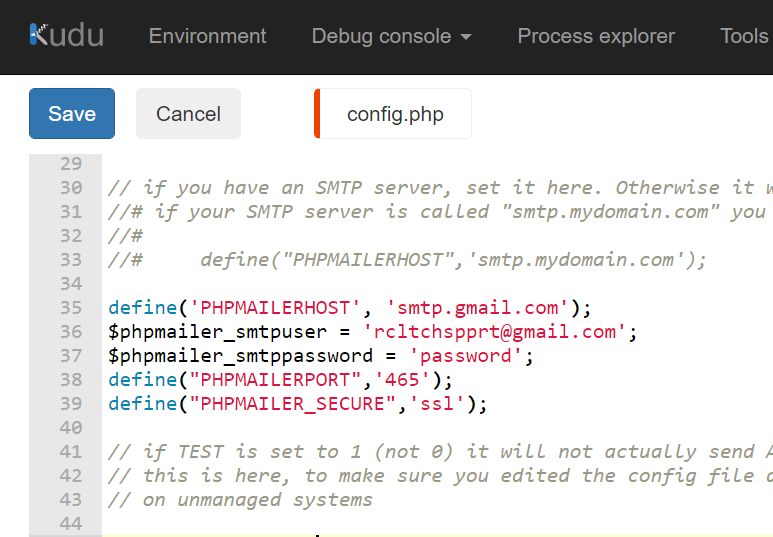 Kudu Environment Debug console Process explorer Tools
Save Cancel config.php
29
30 // if you have an SMTP server, set it here. Otherwise it w
31 //# if your SMTP server is called "smtp.mydomain.com" you
32 //#
33 //#     define("PHPMAILERHOST",'smtp.mydomain.com');
34
35 define('PHPMAILERHOST', 'smtp.gmail.com');
36 $phpmailer_smtpuser = 'rcltchspprt@gmail.com';
37 $phpmailer_smtppassword = 'password';
38 define("PHPMAILERPORT",'465');
39 define("PHPMAILER_SECURE",'ssl');
40
41 // if TEST is set to 1 (not 0) it will not actually send A
42 // this is here, to make sure you edited the config file a
43 // on unmanaged systems
44